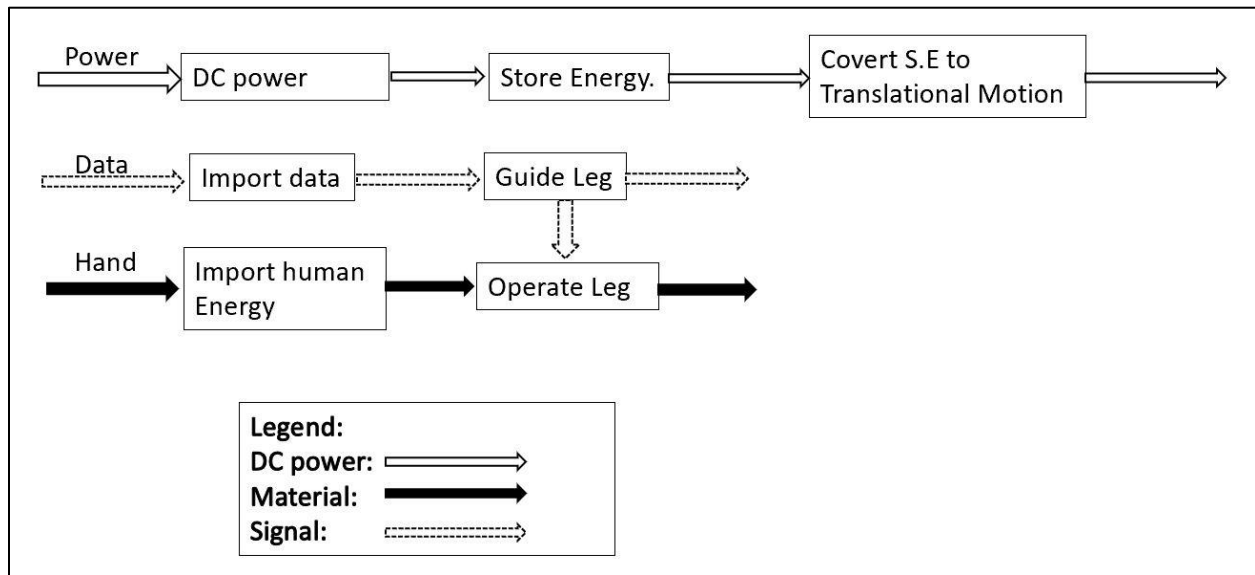 Power
DC power
Store Energy.
Covert S.E to
Translational Motion
Data
Import data
Guide Leg
Hand
Import human
Energy
Operate Leg
Legend:
DC power:
Material:
Signal: